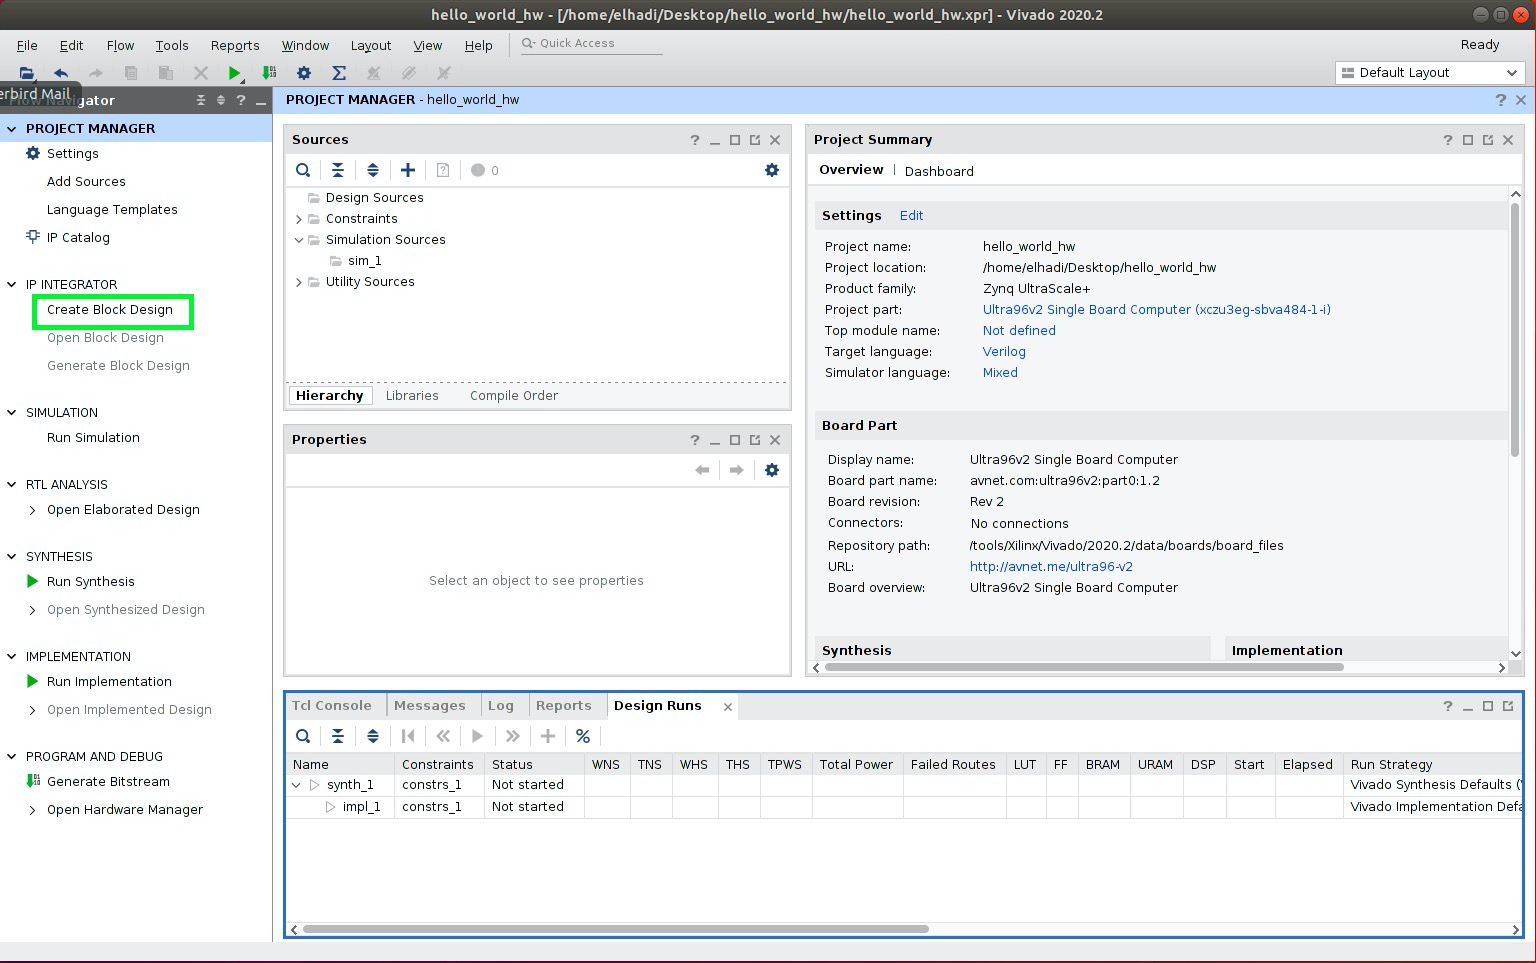 hello_world_hw - [/home/elhadi/Desktop/hello_world_hw/hello_world_hw.xpr] - Vivado 2020.2
File Edit Flow Tools Reports Window Layout View Help Quick Access Ready
Default Layout
erbird Mail
Flow Navigator ?
PROJECT MANAGER
Settings
Add Sources
Language Templates
IP Catalog
IP INTEGRATOR
Create Block Design
Open Block Design
Generate Block Design
SIMULATION
Run Simulation
RTL ANALYSIS
Open Elaborated Design
SYNTHESIS
Run Synthesis
Open Synthesized Design
IMPLEMENTATION
Run Implementation
Open Implemented Design
PROGRAM AND DEBUG
Generate Bitstream
Open Hardware Manager
PROJECT MANAGER - hello_world_hw ?
Sources ?
0
Design Sources
Constraints
Simulation Sources
sim_1
Utility Sources
Hierarchy Libraries Compile Order
Properties ?
Select an object to see properties
Project Summary ?
Overview | Dashboard
Settings Edit
Project name: hello_world_hw
Project location: /home/elhadi/Desktop/hello_world_hw
Product family: Zynq UltraScale+
Project part: Ultra96v2 Single Board Computer (xczu3eg-sbva484-1-i)
Top module name: Not defined
Target language: Verilog
Simulator language: Mixed
Board Part
Display name: Ultra96v2 Single Board Computer
Board part name: avnet.com:ultra96v2:part0:1.2
Board revision: Rev 2
Connectors: No connections
Repository path: /tools/Xilinx/Vivado/2020.2/data/boards/board_files
URL: http://avnet.me/ultra96-v2
Board overview: Ultra96v2 Single Board Computer
Synthesis Implementation
Tcl Console Messages Log Reports Design Runs ?
Name Constraints Status WNS TNS WHS THS TPWS Total Power Failed Routes LUT FF BRAM URAM DSP Start Elapsed Run Strategy
synth_1 constrs_1 Not started Vivado Synthesis Defaults (
impl_1 constrs_1 Not started Vivado Implementation Defa